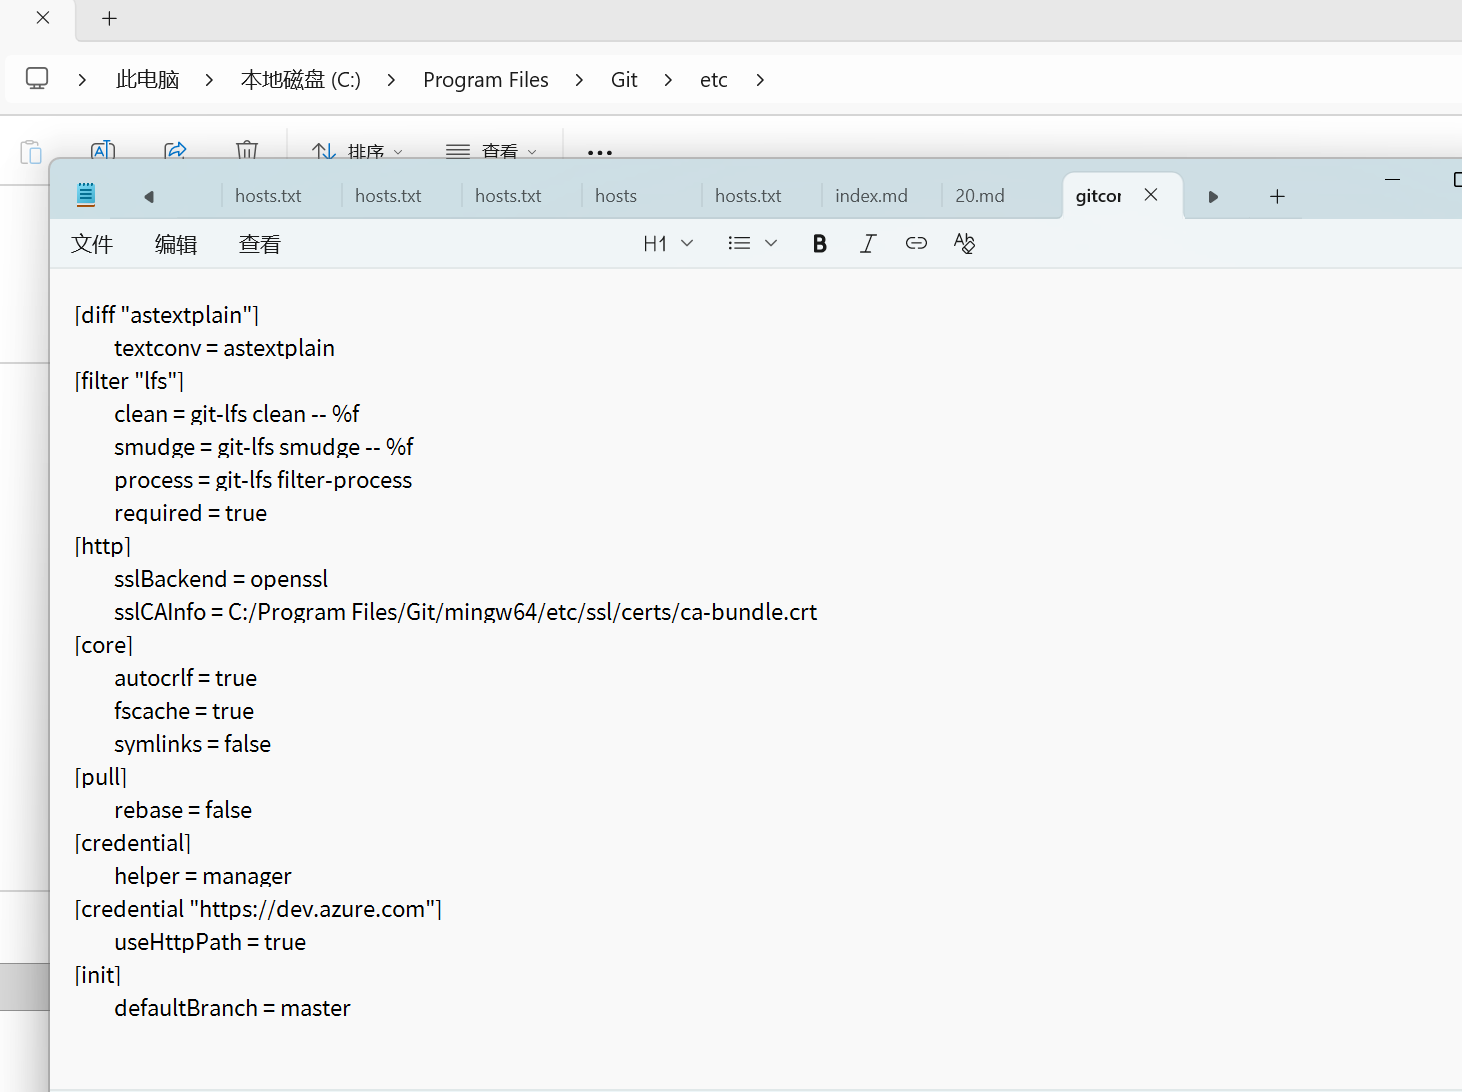 此电脑 本地磁盘 (C:) Program Files Git etc
排序 查看
hosts.txt hosts.txt hosts.txt hosts hosts.txt index.md 20.md gitcor
文件 编辑 查看 H1 B I
[diff "astextplain"]
textconv = astextplain
[filter "lfs"]
clean = git-lfs clean -- %f
smudge = git-lfs smudge -- %f
process = git-lfs filter-process
required = true
[http]
sslBackend = openssl
sslCAInfo = C:/Program Files/Git/mingw64/etc/ssl/certs/ca-bundle.crt
[core]
autocrlf = true
fscache = true
symlinks = false
[pull]
rebase = false
[credential]
helper = manager
[credential "https://dev.azure.com"]
useHttpPath = true
[init]
defaultBranch = master